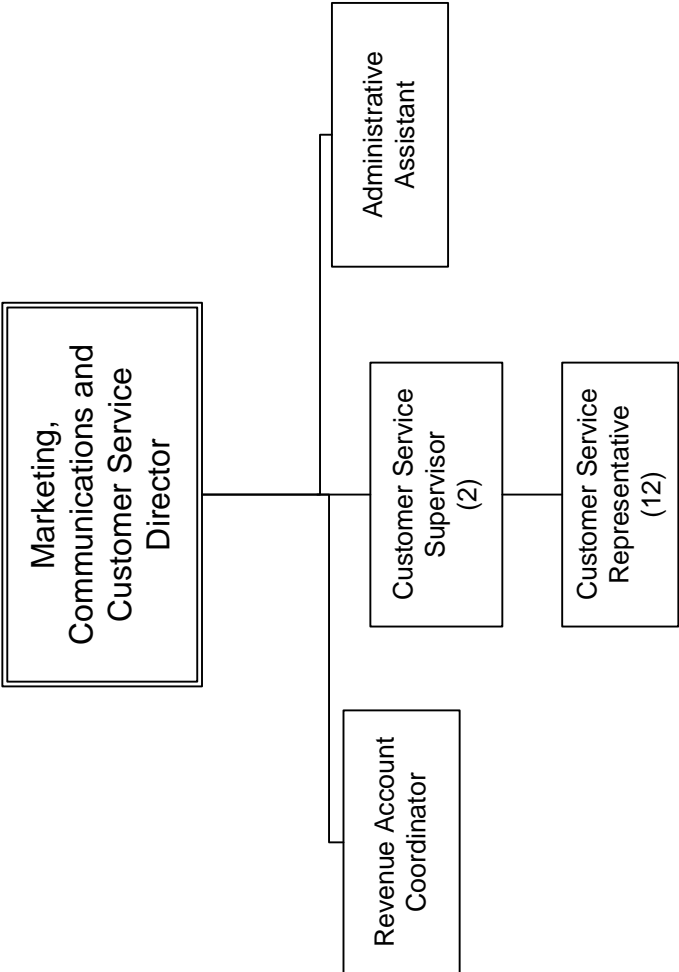 Marketing,
Communications and
Customer Service
Director
Revenue Account
Coordinator
Customer Service
Supervisor
(2)
Administrative
Assistant
Customer Service
Representative
(12)